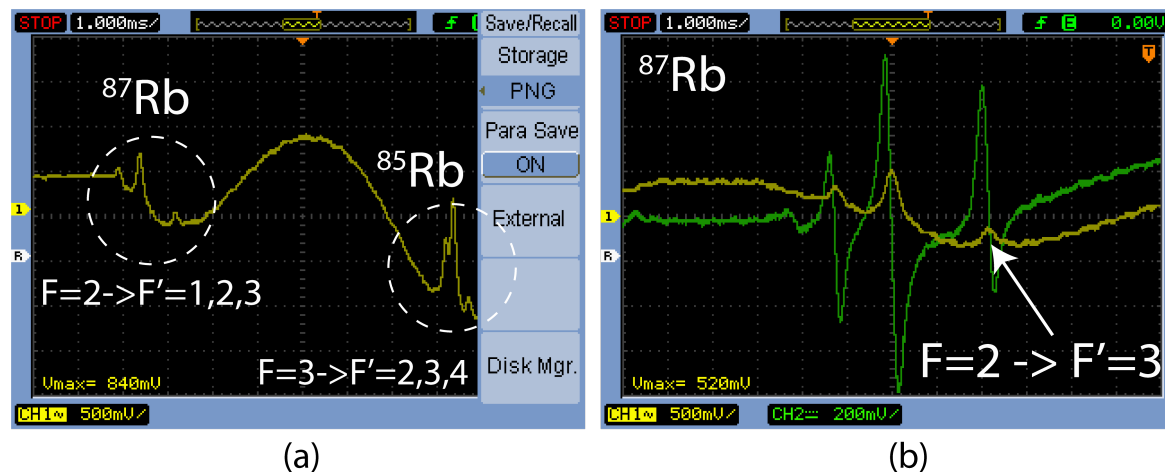 STOP 1.000ms/ T Save/Recall
Storage
PNG
Para Save
ON
External
Disk Mgr.
⁸⁷Rb
⁸⁵Rb
1
R
F=2->F'=1,2,3
F=3->F'=2,3,4
Vmax= 840mV
CH1~ 500mV/
(a)
STOP 1.000ms/ T E 0.00V
T
⁸⁷Rb
1
R
F=2 -> F'=3
Vmax= 520mV
CH1~ 500mV/ CH2 200mV/
(b)